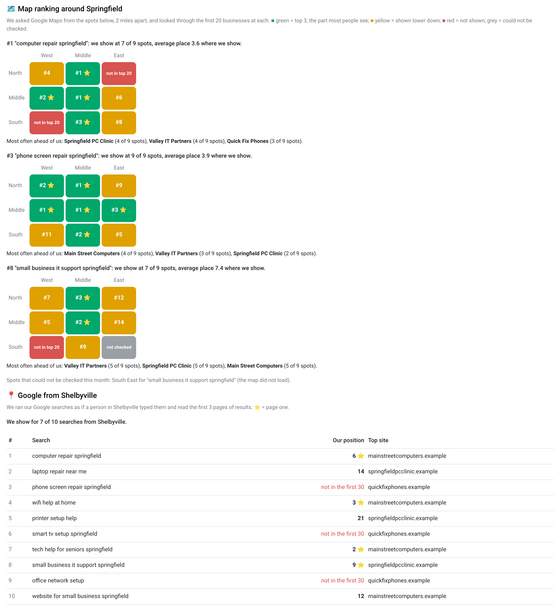 🗺️ Map ranking around Springfield
We asked Google Maps from the spots below, 2 miles apart, and looked through the first 20 businesses at each. ● green = top 3, the part most people see; ● yellow = shown lower down; ● red = not shown; grey = could not be
checked.
#1 "computer repair springfield": we show at 7 of 9 spots, average place 3.6 where we show.
West Middle East
North #4 #1 ⭐ not in top 20
Middle #2 ⭐ #1 ⭐ #6
South not in top 20 #3 ⭐ #8
Most often ahead of us: Springfield PC Clinic (4 of 9 spots), Valley IT Partners (4 of 9 spots), Quick Fix Phones (3 of 9 spots).
#3 "phone screen repair springfield": we show at 9 of 9 spots, average place 3.9 where we show.
West Middle East
North #2 ⭐ #1 ⭐ #9
Middle #1 ⭐ #1 ⭐ #3 ⭐
South #11 #2 ⭐ #5
Most often ahead of us: Main Street Computers (4 of 9 spots), Valley IT Partners (3 of 9 spots), Springfield PC Clinic (2 of 9 spots).
#8 "small business it support springfield": we show at 7 of 9 spots, average place 7.4 where we show.
West Middle East
North #7 #3 ⭐ #12
Middle #5 #2 ⭐ #14
South not in top 20 #9 not checked
Most often ahead of us: Valley IT Partners (5 of 9 spots), Springfield PC Clinic (5 of 9 spots), Main Street Computers (5 of 9 spots).
Spots that could not be checked this month: South East for "small business it support springfield" (the map did not load).
📍 Google from Shelbyville
We ran our Google searches as if a person in Shelbyville typed them and read the first 3 pages of results. ⭐ = page one.
We show for 7 of 10 searches from Shelbyville.
# Search Our position Top site
1 computer repair springfield 6 ⭐ mainstreetcomputers.example
2 laptop repair near me 14 springfieldpcclinic.example
3 phone screen repair springfield not in the first 30 quickfixphones.example
4 wifi help at home 3 ⭐ mainstreetcomputers.example
5 printer setup help 21 springfieldpcclinic.example
6 smart tv setup springfield not in the first 30 quickfixphones.example
7 tech help for seniors springfield 2 ⭐ mainstreetcomputers.example
8 small business it support springfield 9 ⭐ springfieldpcclinic.example
9 office network setup not in the first 30 quickfixphones.example
10 website for small business springfield 12 mainstreetcomputers.example